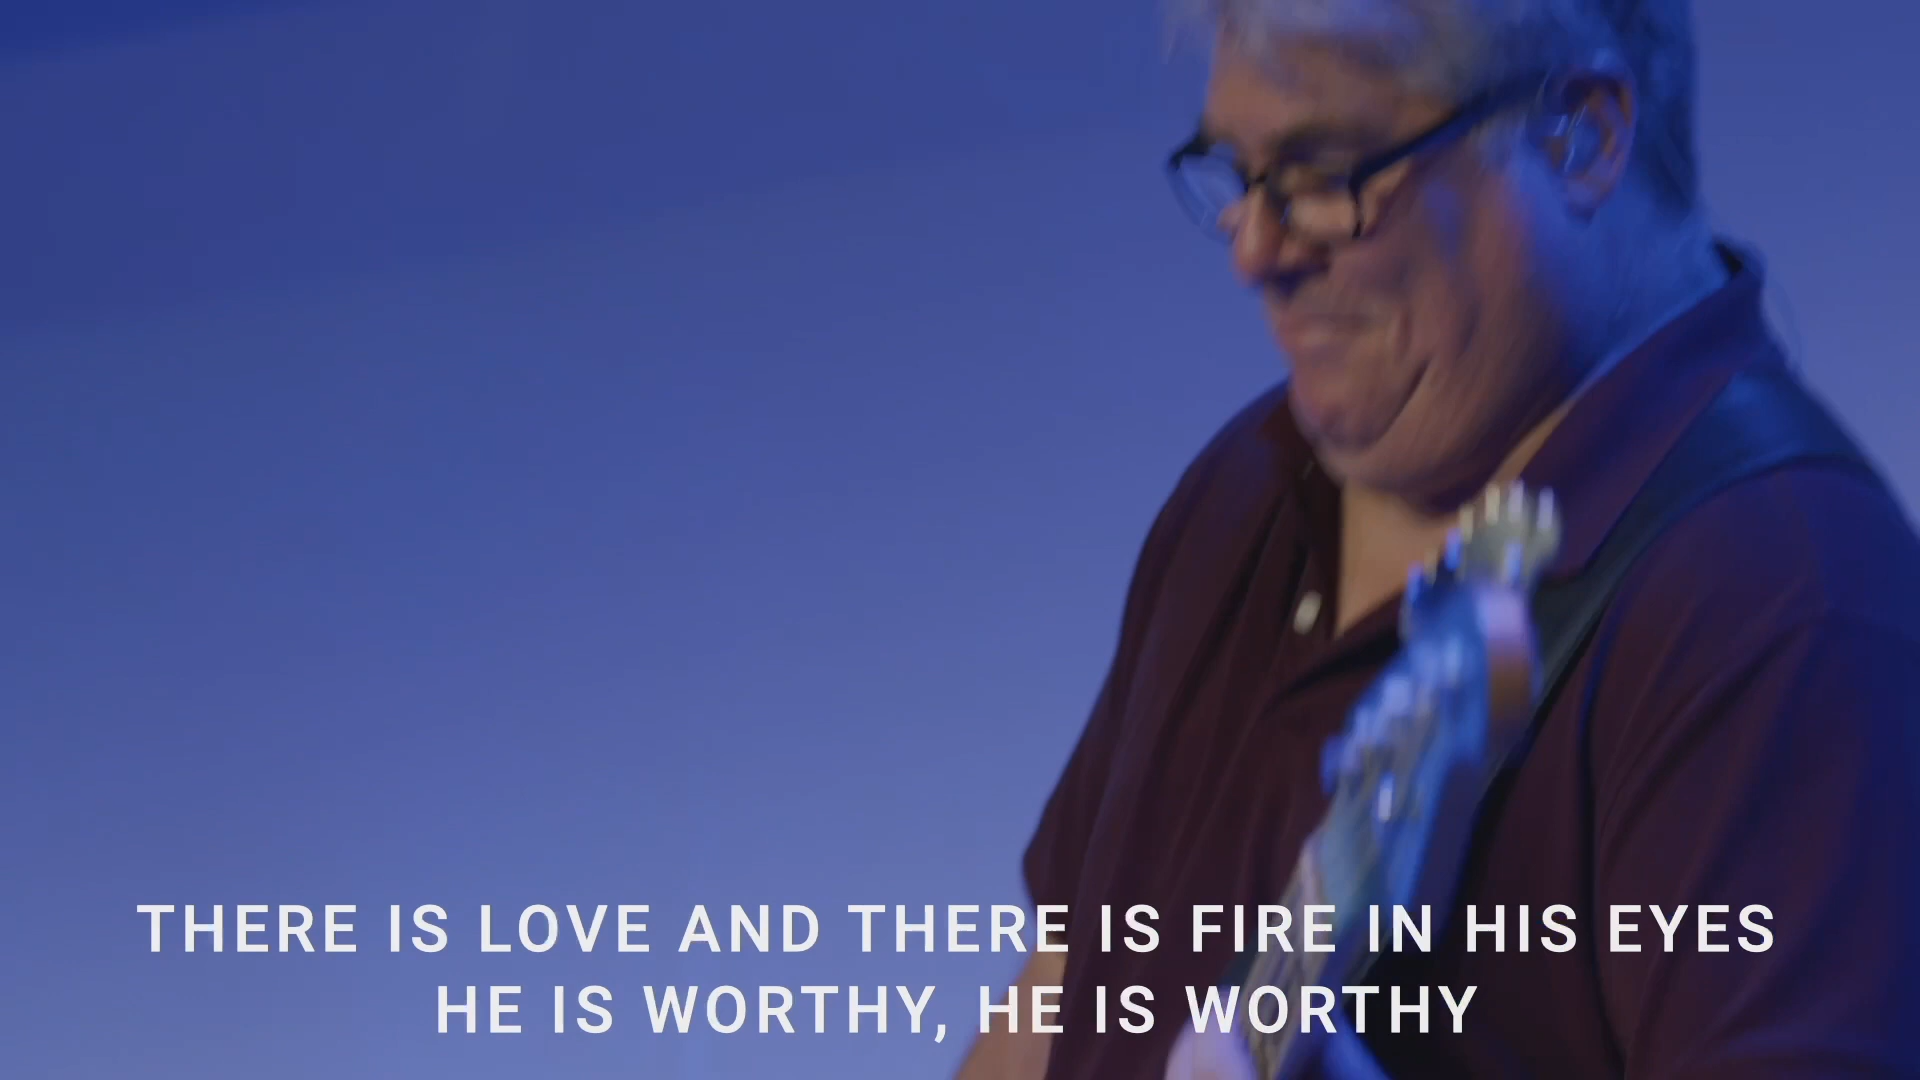 THERE IS LOVE AND THERE IS FIRE IN HIS EYES
HE IS WORTHY, HE IS WORTHY